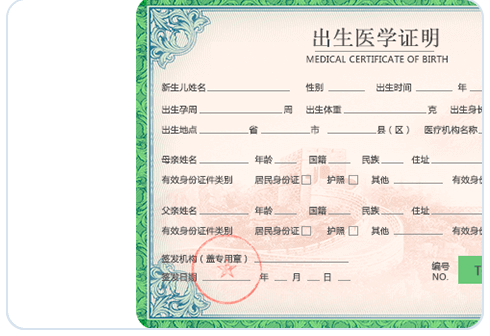 出生医学证明
MEDICAL CERTIFICATE OF BIRTH
新生儿姓名 性别 出生时间 年
出生孕周 周 出生体重 克 出生身长
出生地点 省 市 县（区） 医疗机构名称
母亲姓名 年龄 国籍 民族 住址
有效身份证件类别 居民身份证 护照 其他 有效身
父亲姓名 年龄 国籍 民族 住址
有效身份证件类别 居民身份证 护照 其他 有效身
签发机构（盖专用章）
签发日期 年 月 日
编号
NO.